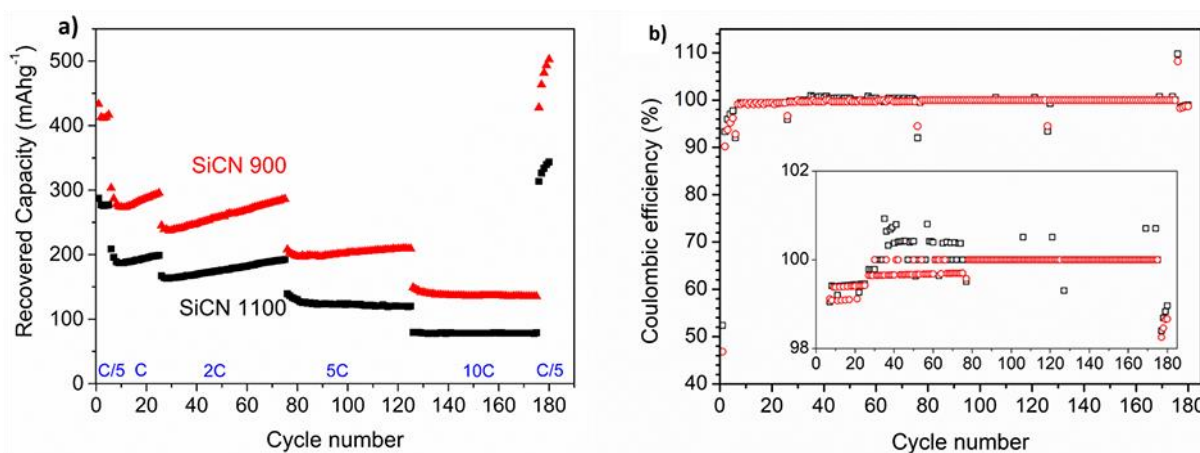 a)
Recovered Capacity (mAhg⁻¹)
500
400
300
200
100
0
SiCN 900
SiCN 1100
C/5 C 2C 5C 10C C/5
0 20 40 60 80 100 120 140 160 180
Cycle number
b)
Coulombic efficiency (%)
110
100
90
80
70
60
50
40
102
100
98
0 20 40 60 80 100 120 140 160 180
0 20 40 60 80 100 120 140 160 180
Cycle number